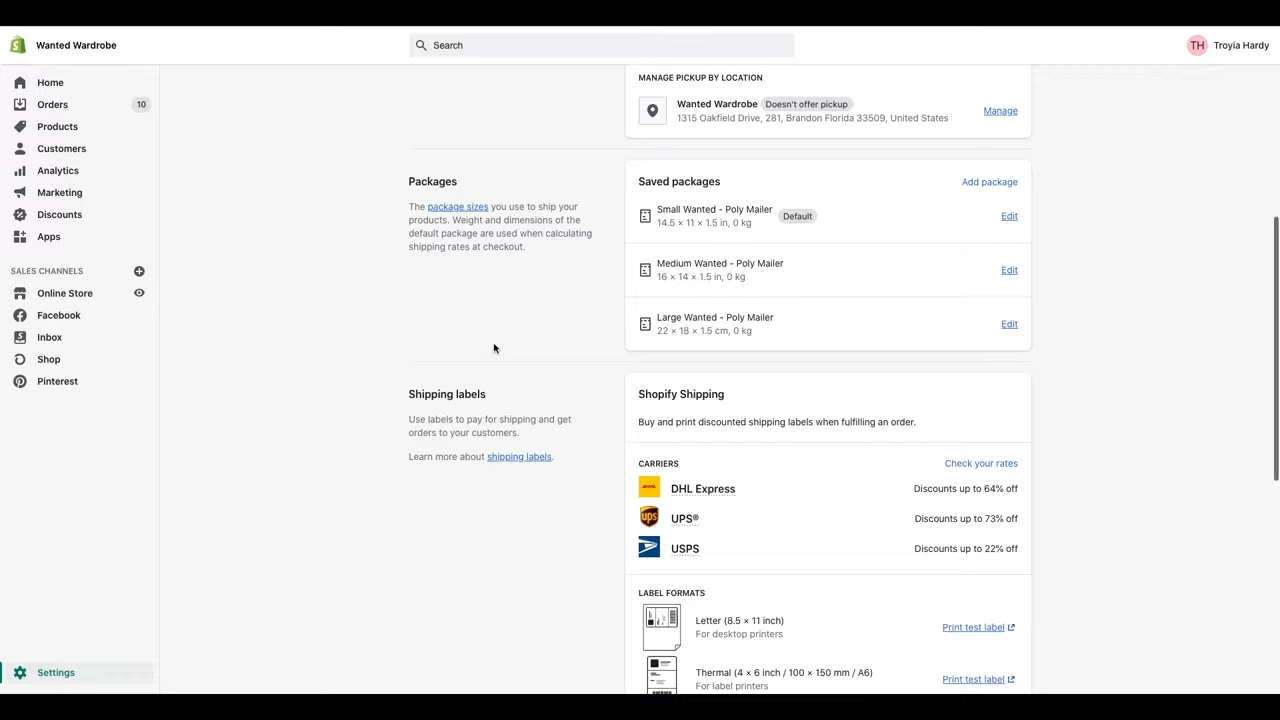 Wanted Wardrobe
Search
TH
Troyia Hardy
Home
Orders
10
Products
Customers
Analytics
Marketing
Discounts
Apps
SALES CHANNELS
Online Store
Facebook
Inbox
Shop
Pinterest
Settings
MANAGE PICKUP BY LOCATION
Wanted Wardrobe Doesn't offer pickup
1315 Oakfield Drive, 281, Brandon Florida 33509, United States
Manage
Packages
The package sizes you use to ship your
products. Weight and dimensions of the
default package are used when calculating
shipping rates at checkout.
Saved packages
Add package
Small Wanted - Poly Mailer
14.5 × 11 × 1.5 in, 0 kg
Default
Edit
Medium Wanted - Poly Mailer
16 × 14 × 1.5 in, 0 kg
Edit
Large Wanted - Poly Mailer
22 × 18 × 1.5 cm, 0 kg
Edit
Shipping labels
Use labels to pay for shipping and get
orders to your customers.
Learn more about shipping labels.
Shopify Shipping
Buy and print discounted shipping labels when fulfilling an order.
CARRIERS
Check your rates
DHL Express
Discounts up to 64% off
ups
UPS®
Discounts up to 73% off
USPS
Discounts up to 22% off
LABEL FORMATS
Letter (8.5 × 11 inch)
For desktop printers
Print test label
Thermal (4 × 6 inch / 100 × 150 mm / A6)
For label printers
Print test label